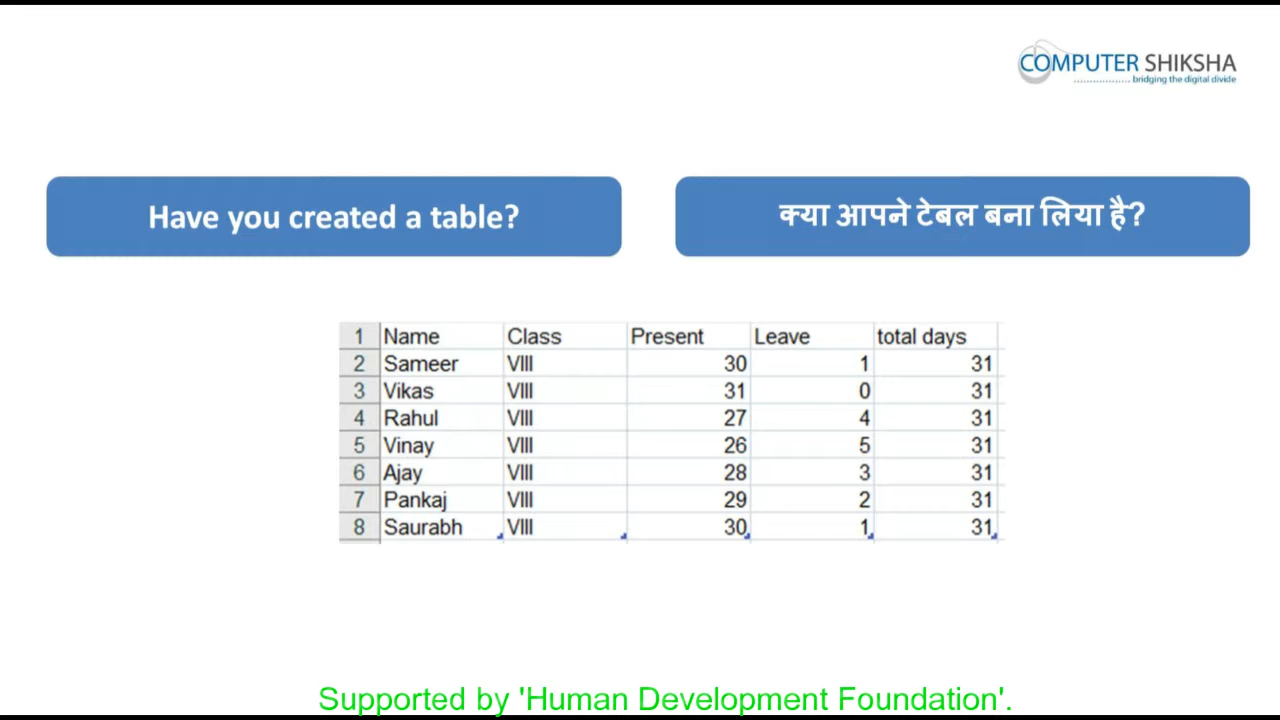 COMPUTER SHIKSHA
bridging the digital divide
Have you created a table?
क्या आपने टेबल बना लिया है?
1 Name Class Present Leave total days
2 Sameer VIII 30 1 31
3 Vikas VIII 31 0 31
4 Rahul VIII 27 4 31
5 Vinay VIII 26 5 31
6 Ajay VIII 28 3 31
7 Pankaj VIII 29 2 31
8 Saurabh VIII 30 1 31
Supported by 'Human Development Foundation'.